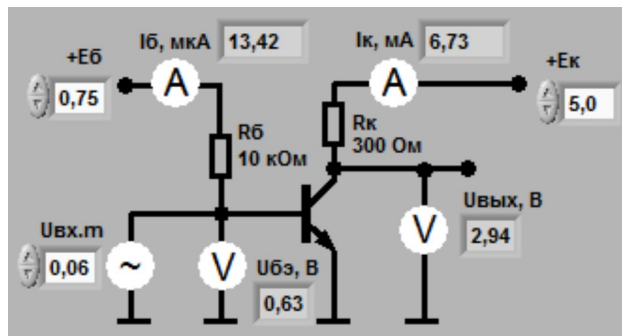 Iб, мкА 13,42
Iк, мА 6,73
+Eб
0,75
A
A
+Eк
5,0
Rб
10 кОм
Rк
300 Ом
Uвх.m
0,06
~
V
Uбэ, В
0,63
V
Uвых, В
2,94